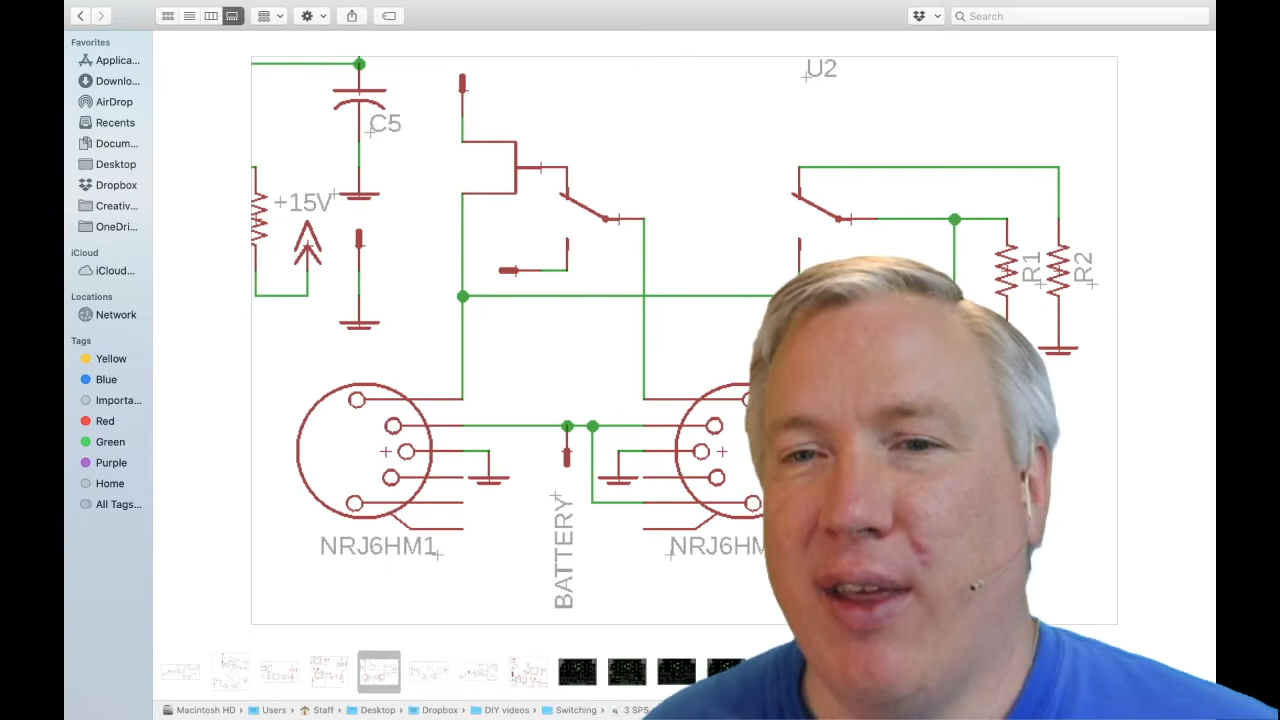 Search
Favorites
Applica...
Downlo...
AirDrop
Recents
Docum...
Desktop
Dropbox
Creativ...
OneDri...
iCloud
iCloud...
Locations
Network
Tags
Yellow
Blue
Importa...
Red
Green
Purple
Home
All Tags...
U2
C5
+15V
R1
R2
NRJ6HM1
BATTERY
NRJ6HM
Macintosh HD › Users › Staff › Desktop › Dropbox › DIY videos › Switching › 3 SPS